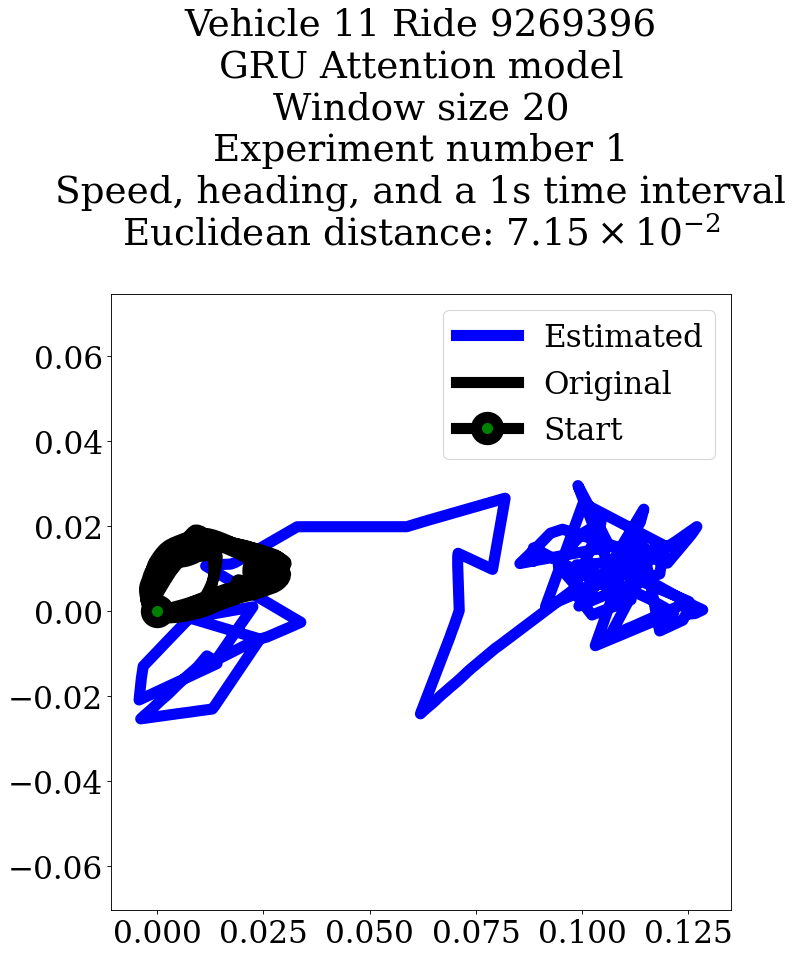 Vehicle 11 Ride 9269396
GRU Attention model
Window size 20
Experiment number 1
Speed, heading, and a 1s time interval
Euclidean distance: 7.15 × 10⁻²
Estimated
Original
Start
0.06
0.04
0.02
0.00
−0.02
−0.04
−0.06
0.000 0.025 0.050 0.075 0.100 0.125